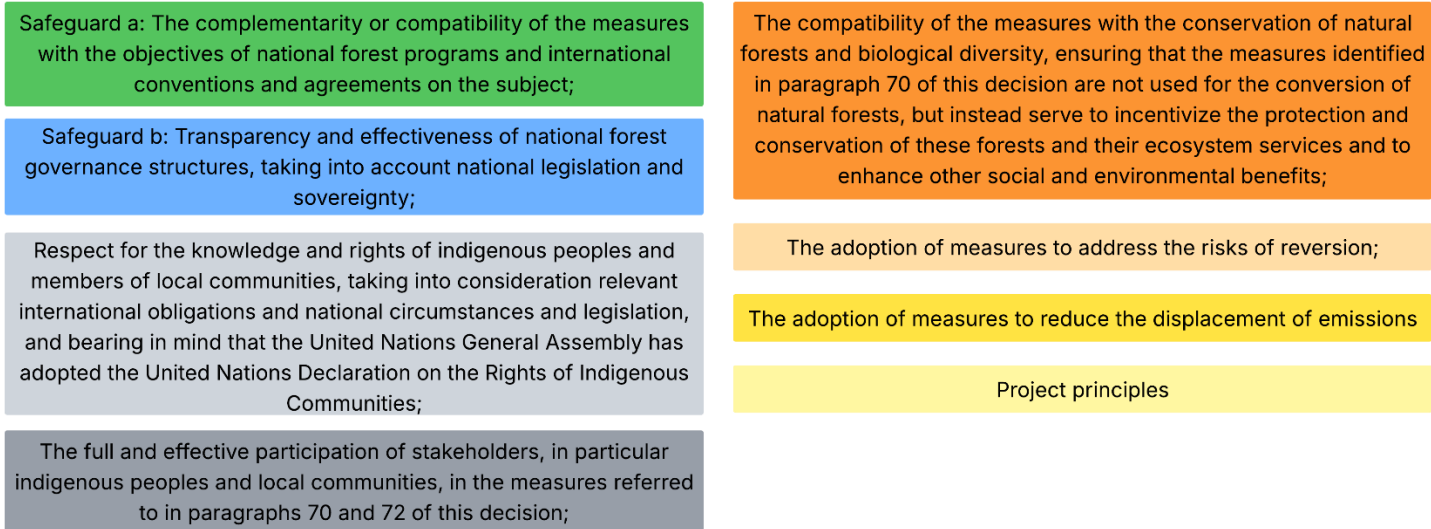 Safeguard a: The complementarity or compatibility of the measures
with the objectives of national forest programs and international
conventions and agreements on the subject;
Safeguard b: Transparency and effectiveness of national forest
governance structures, taking into account national legislation and
sovereignty;
Respect for the knowledge and rights of indigenous peoples and
members of local communities, taking into consideration relevant
international obligations and national circumstances and legislation,
and bearing in mind that the United Nations General Assembly has
adopted the United Nations Declaration on the Rights of Indigenous
Communities;
The full and effective participation of stakeholders, in particular
indigenous peoples and local communities, in the measures referred
to in paragraphs 70 and 72 of this decision;
The compatibility of the measures with the conservation of natural
forests and biological diversity, ensuring that the measures identified
in paragraph 70 of this decision are not used for the conversion of
natural forests, but instead serve to incentivize the protection and
conservation of these forests and their ecosystem services and to
enhance other social and environmental benefits;
The adoption of measures to address the risks of reversion;
The adoption of measures to reduce the displacement of emissions
Project principles